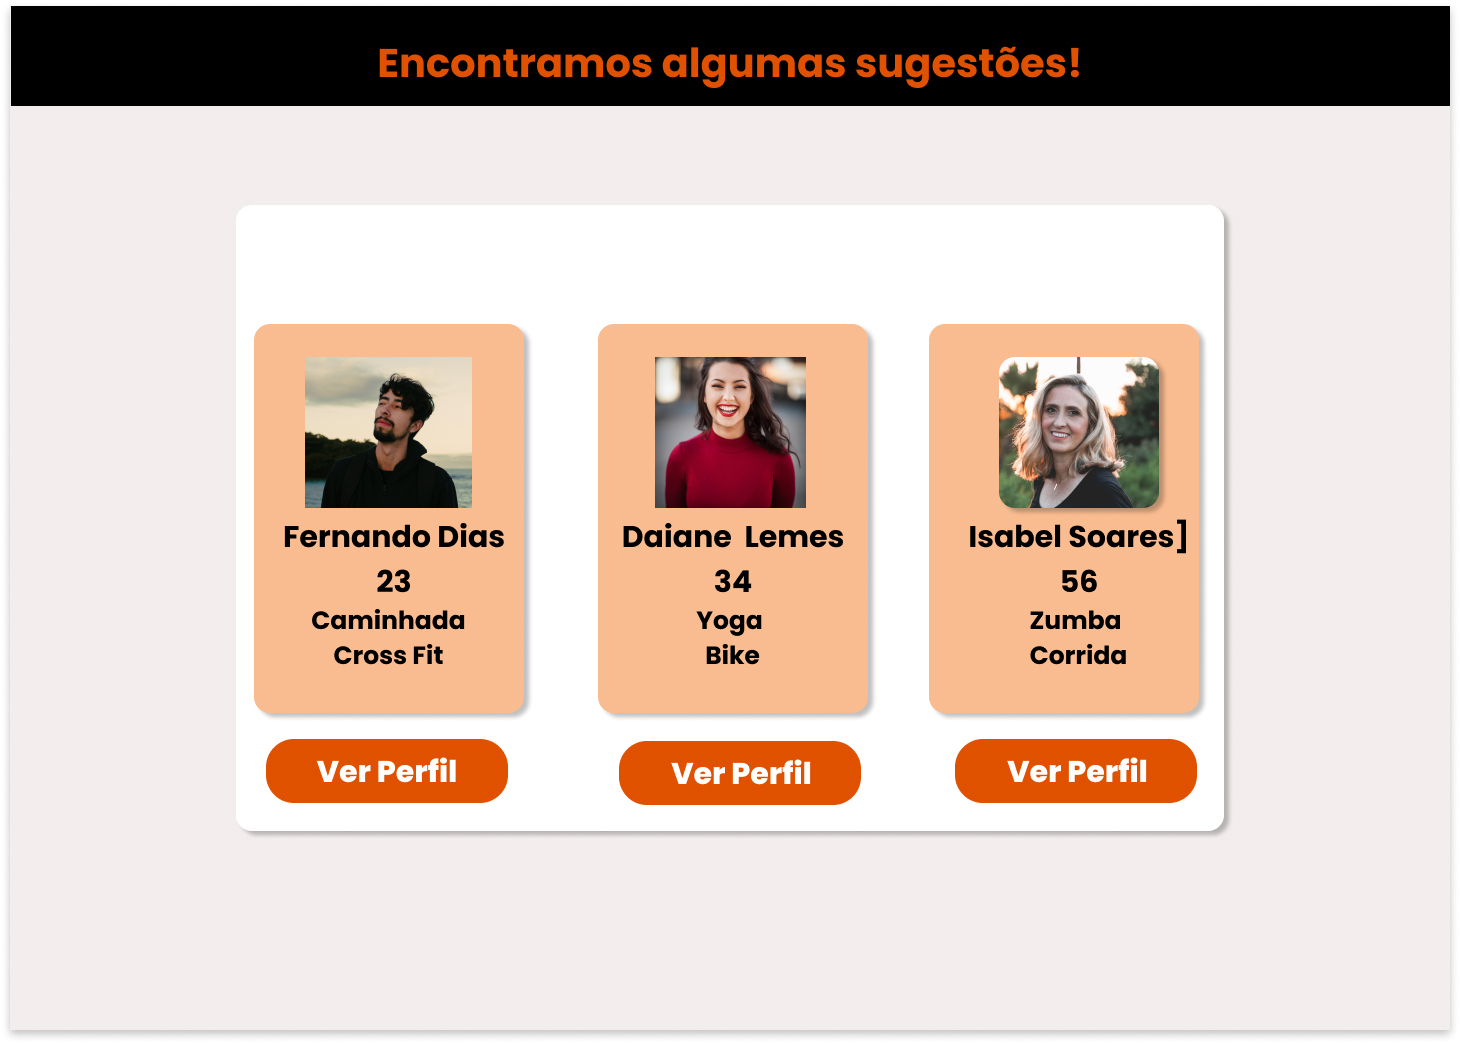 Encontramos algumas sugestões!
Fernando Dias
23
Caminhada
Cross Fit
Ver Perfil
Daiane  Lemes
34
Yoga
Bike
Ver Perfil
Isabel Soares]
56
Zumba
Corrida
Ver Perfil